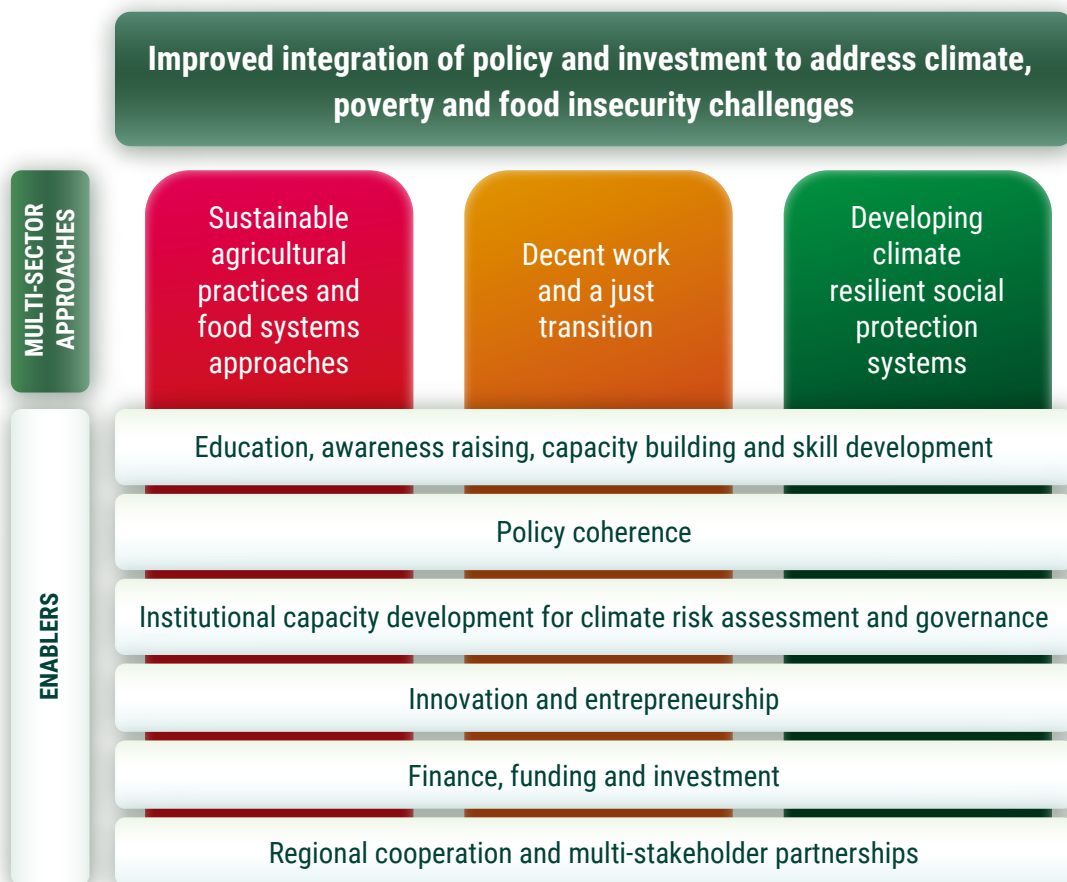 Improved integration of policy and investment to address climate,
poverty and food insecurity challenges
MULTI-SECTOR
APPROACHES
Sustainable
agricultural
practices and
food systems
approaches
Decent work
and a just
transition
Developing
climate
resilient social
protection
systems
ENABLERS
Education, awareness raising, capacity building and skill development
Policy coherence
Institutional capacity development for climate risk assessment and governance
Innovation and entrepreneurship
Finance, funding and investment
Regional cooperation and multi-stakeholder partnerships